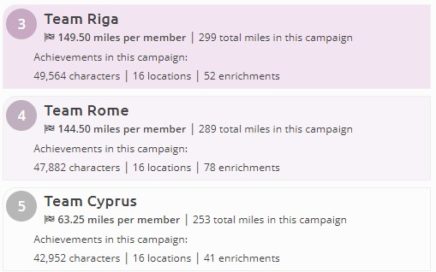 3 Team Riga
149.50 miles per member | 299 total miles in this campaign
Achievements in this campaign:
49,564 characters | 16 locations | 52 enrichments
4 Team Rome
144.50 miles per member | 289 total miles in this campaign
Achievements in this campaign:
47,882 characters | 16 locations | 78 enrichments
5 Team Cyprus
63.25 miles per member | 253 total miles in this campaign
Achievements in this campaign:
42,952 characters | 16 locations | 41 enrichments